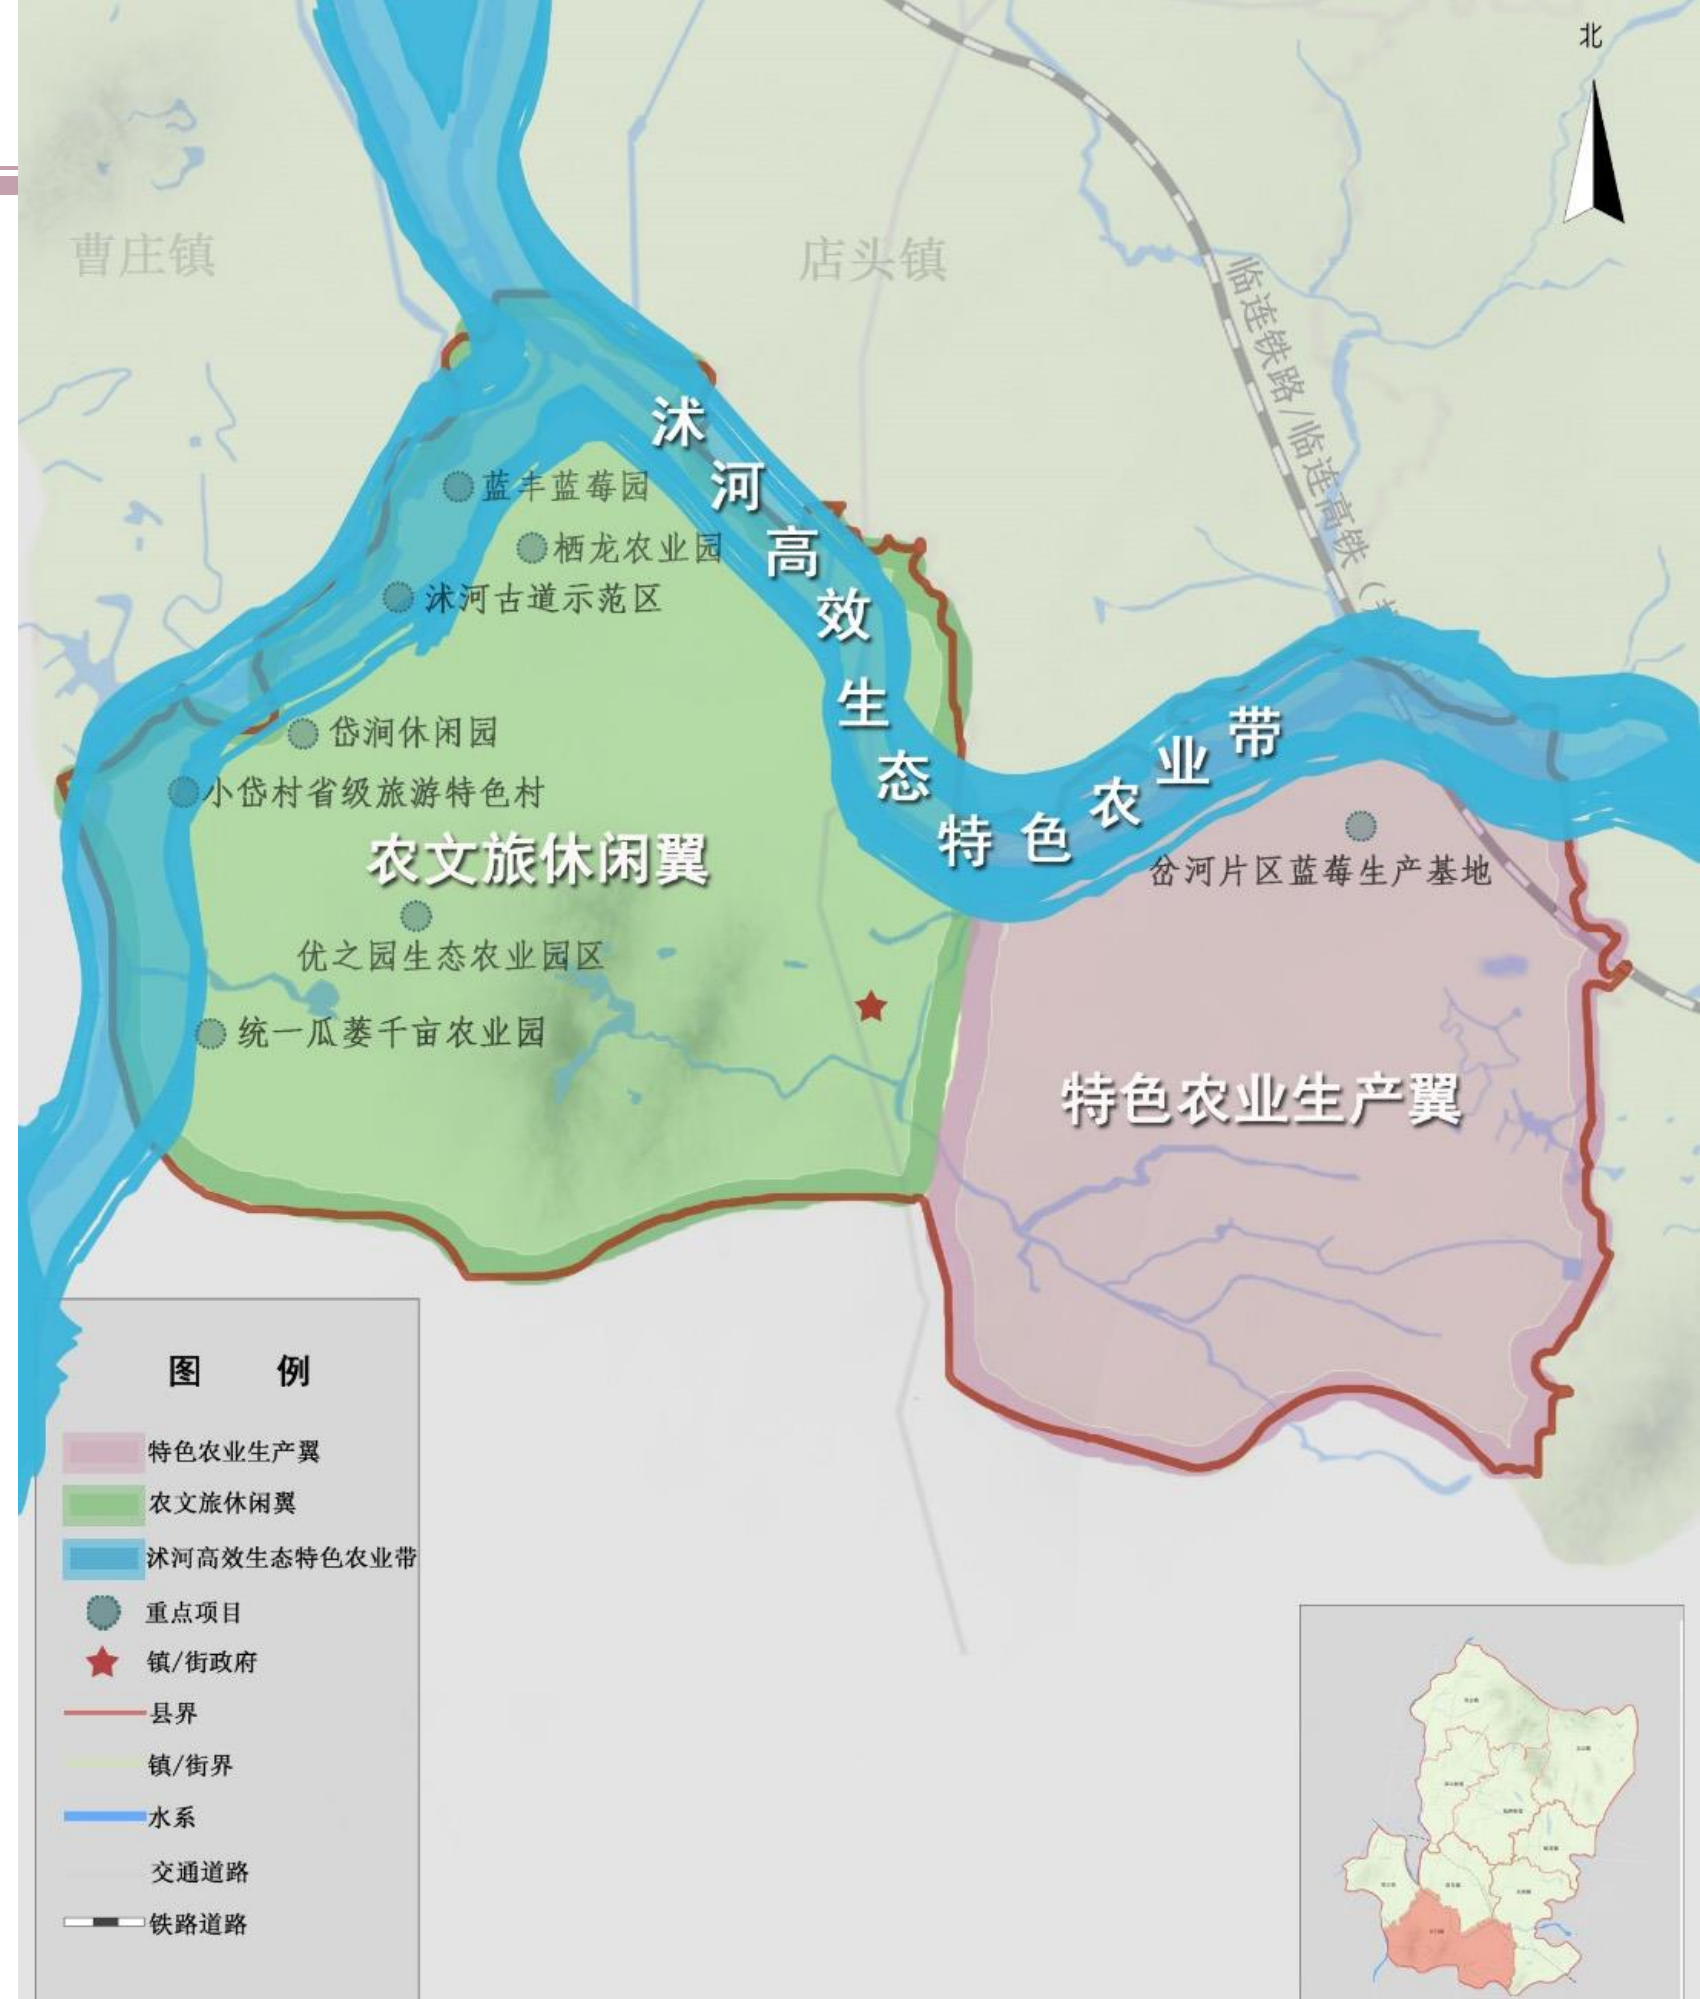 北
曹庄镇
店头镇
临连铁路/临连高铁（
沭河高效生态特色农业带
蓝丰蓝莓园
栖龙农业园
沭河古道示范区
岱涧休闲园
小岱村省级旅游特色村
农文旅休闲翼
岔河片区蓝莓生产基地
优之园生态农业园区
统一瓜蒌千亩农业园
特色农业生产翼
图 例
特色农业生产翼
农文旅休闲翼
沭河高效生态特色农业带
重点项目
镇/街政府
县界
镇/街界
水系
交通道路
铁路道路